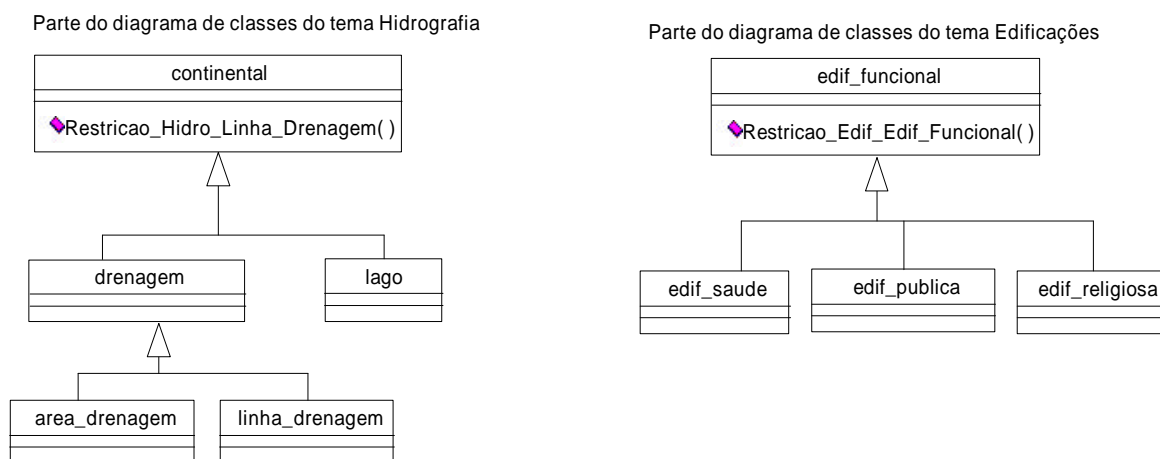 Parte do diagrama de classes do tema Hidrografia
continental
Restricao_Hidro_Linha_Drenagem( )
drenagem
lago
area_drenagem
linha_drenagem
Parte do diagrama de classes do tema Edificações
edif_funcional
Restricao_Edif_Edif_Funcional( )
edif_saude
edif_publica
edif_religiosa